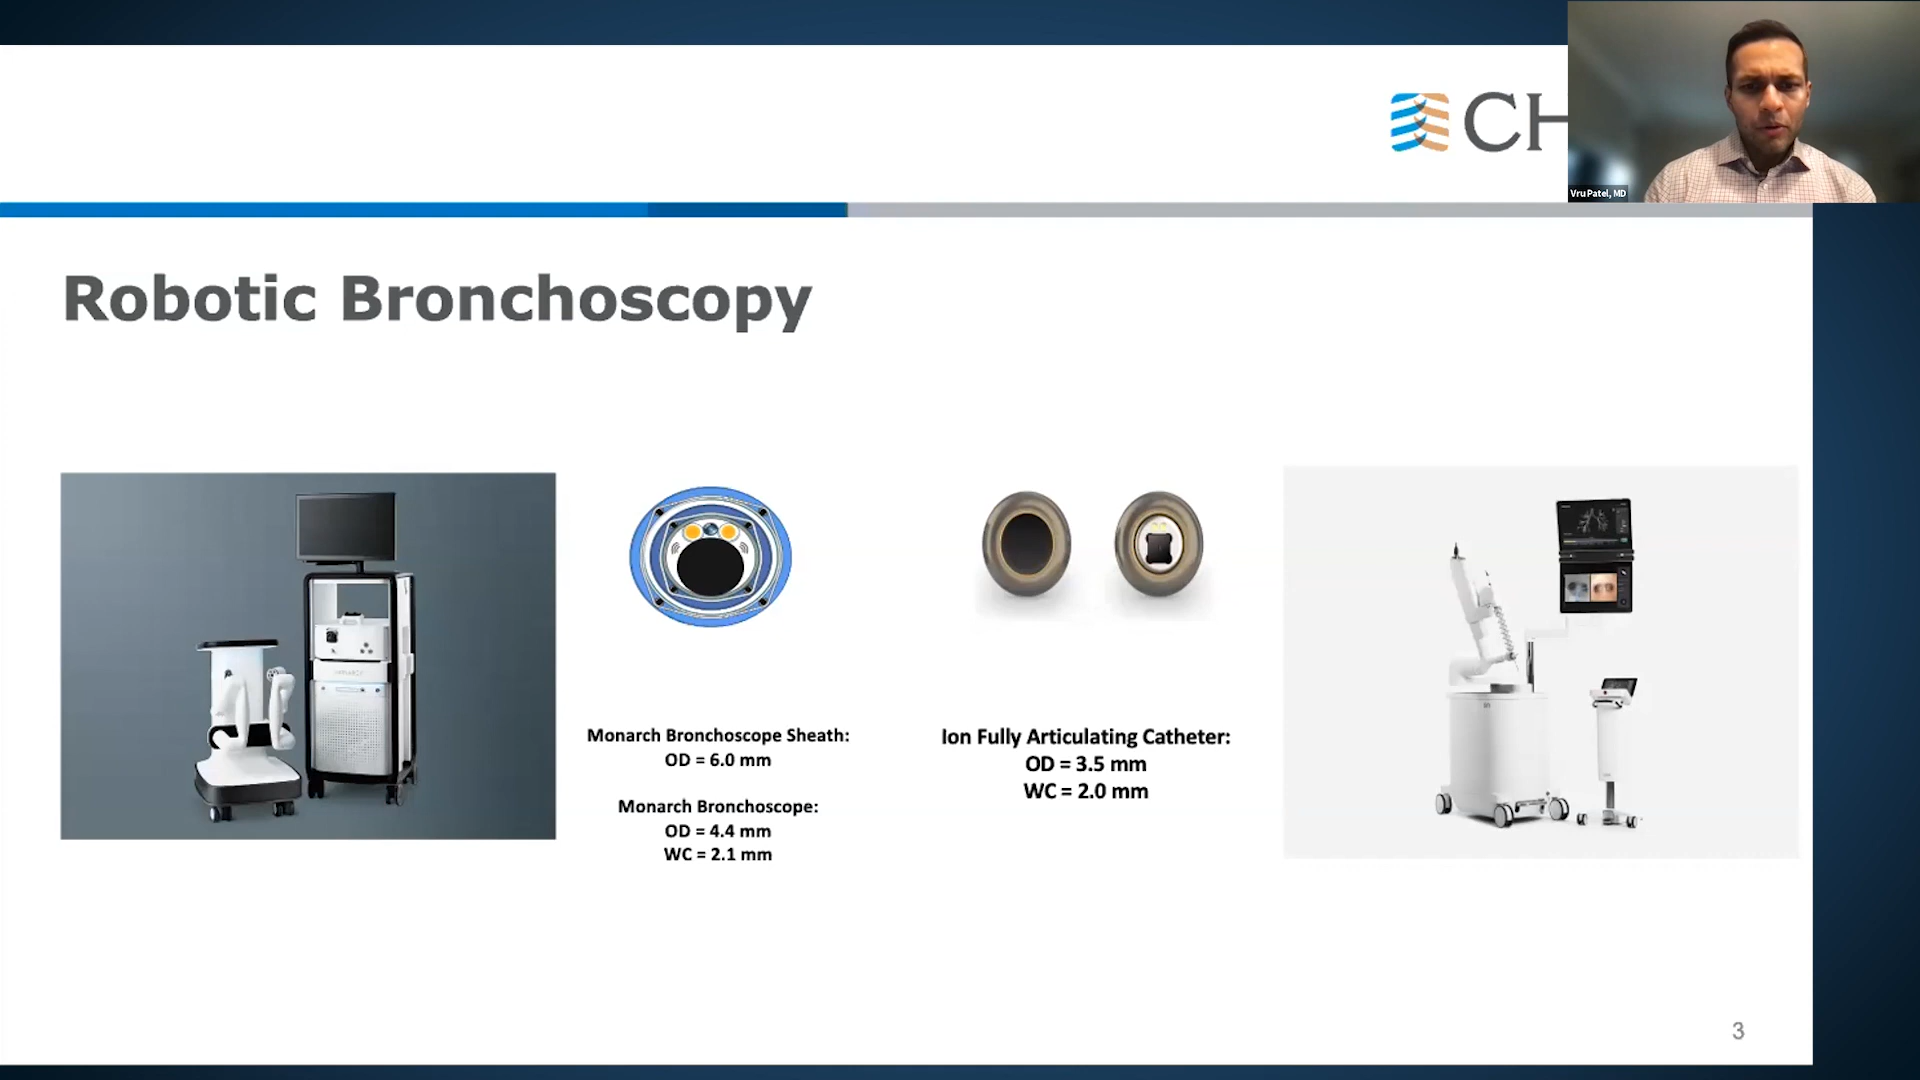 CH
Vru Patel, MD
Robotic Bronchoscopy
Monarch Bronchoscope Sheath:
OD = 6.0 mm
Monarch Bronchoscope:
OD = 4.4 mm
WC = 2.1 mm
Ion Fully Articulating Catheter:
OD = 3.5 mm
WC = 2.0 mm
3